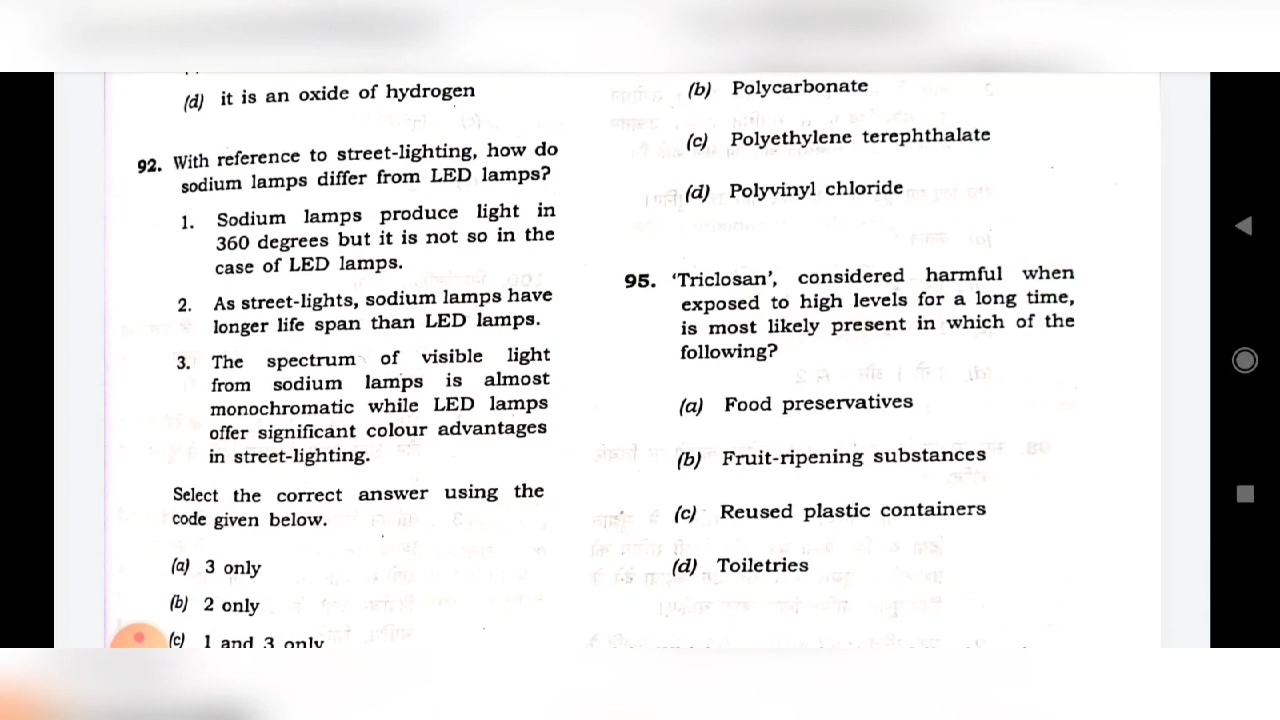 (d) it is an oxide of hydrogen
92. With reference to street-lighting, how do
sodium lamps differ from LED lamps?
1. Sodium lamps produce light in
360 degrees but it is not so in the
case of LED lamps.
2. As street-lights, sodium lamps have
longer life span than LED lamps.
3. The spectrum of visible light
from sodium lamps is almost
monochromatic while LED lamps
offer significant colour advantages
in street-lighting.
Select the correct answer using the
code given below.
(a) 3 only
(b) 2 only
(c) 1 and 3 only
(b) Polycarbonate
(c) Polyethylene terephthalate
(d) Polyvinyl chloride
95. ‘Triclosan’, considered harmful when
exposed to high levels for a long time,
is most likely present in which of the
following?
(a) Food preservatives
(b) Fruit-ripening substances
(c) Reused plastic containers
(d) Toiletries